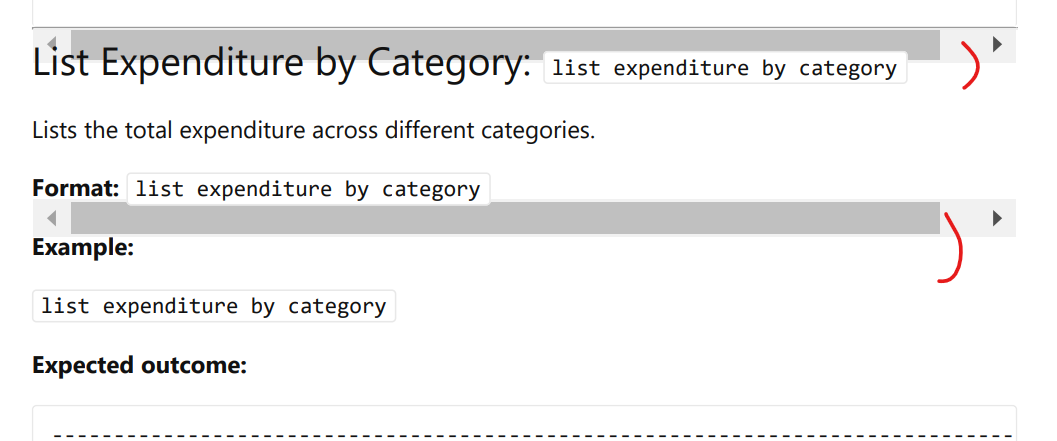 List Expenditure by Category: list expenditure by category
Lists the total expenditure across different categories.
Format: list expenditure by category
Example:
list expenditure by category
Expected outcome:
-------------------------------------------------------------------------------